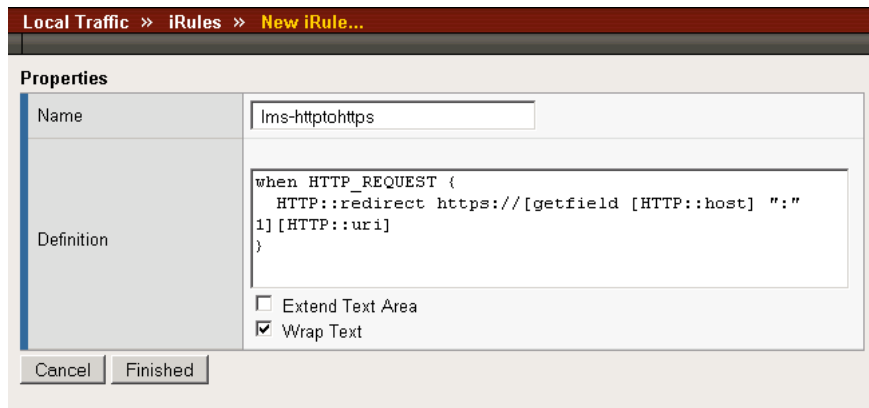 Local Traffic » iRules » New iRule...
Properties
Name
lms-httptohttps
Definition
when HTTP_REQUEST {
  HTTP::redirect https://[getfield [HTTP::host] ":"
1][HTTP::uri]
}
Extend Text Area
Wrap Text
Cancel Finished